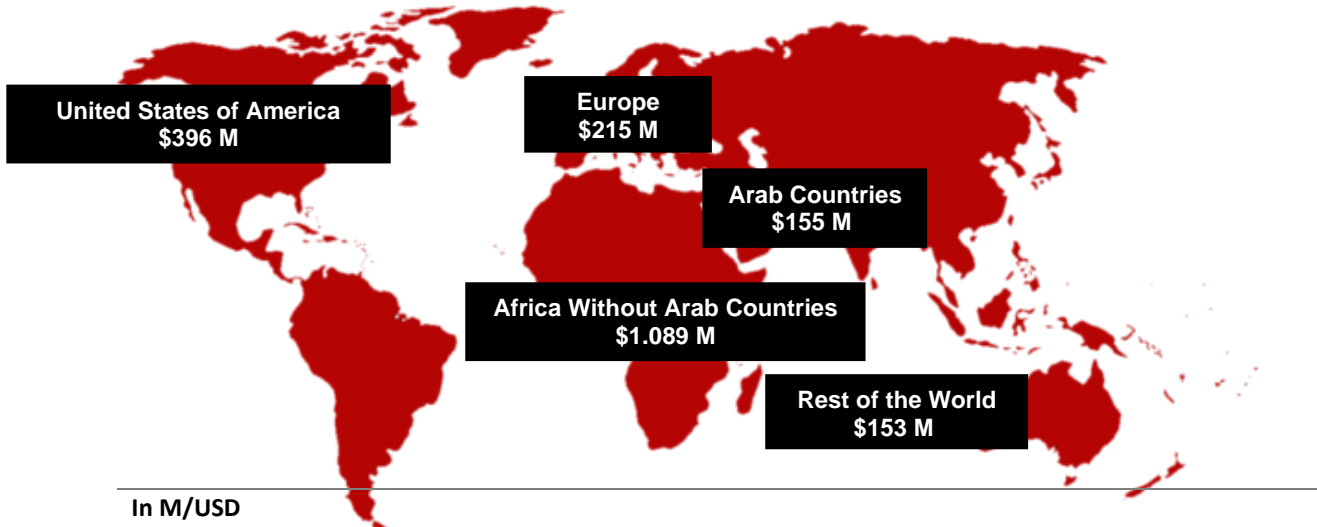 United States of America
$396 M
Europe
$215 M
Arab Countries
$155 M
Africa Without Arab Countries
$1.089 M
Rest of the World
$153 M
In M/USD